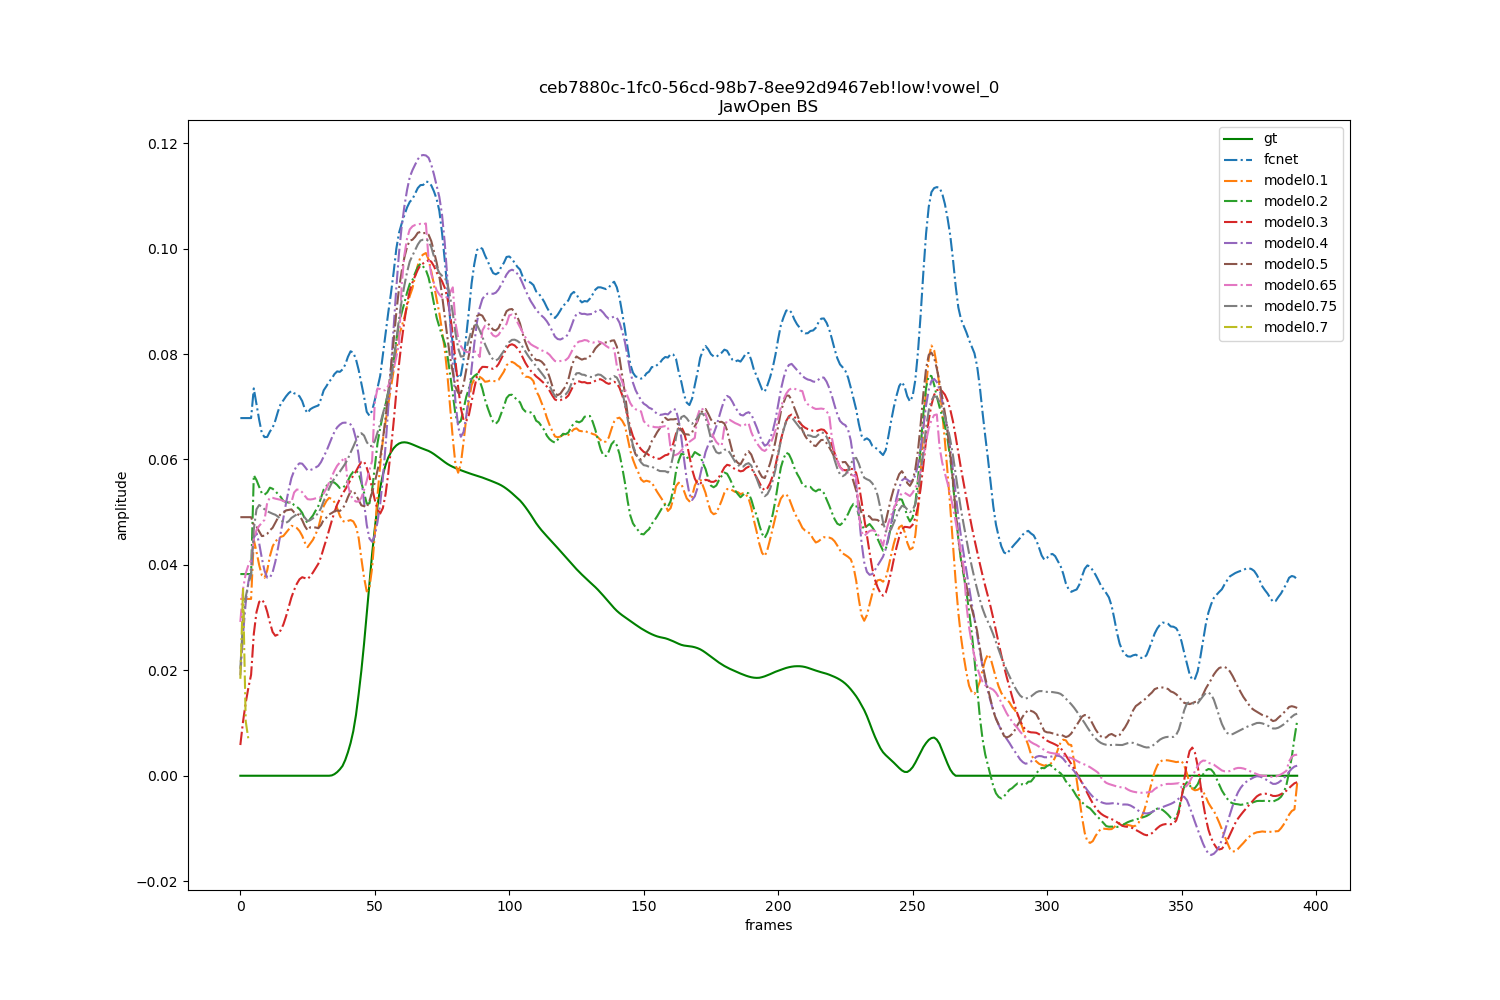 ceb7880c-1fc0-56cd-98b7-8ee92d9467eb!low!vowel_0
JawOpen BS
gt
fcnet
model0.1
model0.2
model0.3
model0.4
model0.5
model0.65
model0.75
model0.7
amplitude
0.12
0.10
0.08
0.06
0.04
0.02
0.00
−0.02
0 50 100 150 200 250 300 350 400
frames